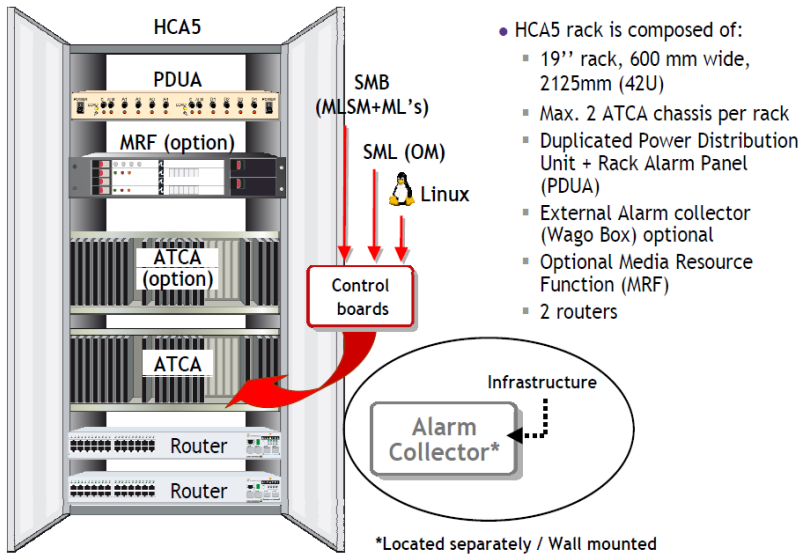 HCA5
PDUA
MRF (option)
ATCA
(option)
ATCA
Router
Router
SMB
(MLSM+ML's)
SML (OM)
Linux
Control
boards
Infrastructure
Alarm
Collector*
*Located separately / Wall mounted
HCA5 rack is composed of:
19’’ rack, 600 mm wide,
2125mm (42U)
Max. 2 ATCA chassis per rack
Duplicated Power Distribution
Unit + Rack Alarm Panel
(PDUA)
External Alarm collector
(Wago Box) optional
Optional Media Resource
Function (MRF)
2 routers